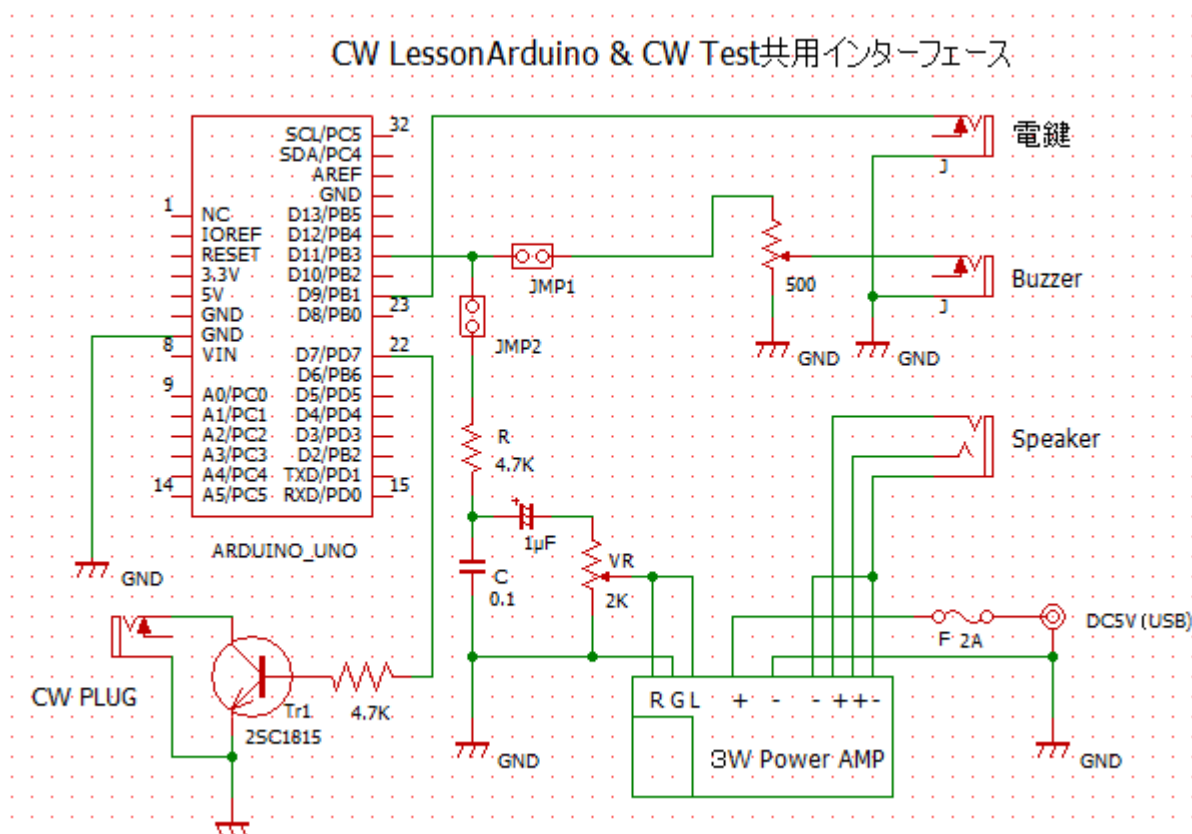 CW LessonArduino & CW Test共用インターフェース
SCL/PC5 32
SDA/PC4
AREF
GND
1 NC D13/PB5
IOREF D12/PB4
RESET D11/PB3
3.3V D10/PB2
5V D9/PB1 23
GND D8/PB0
GND
8 VIN D7/PD7 22
D6/PB6
9 A0/PC0 D5/PD5
A1/PC1 D4/PD4
A2/PC2 D3/PD3
A3/PC3 D2/PB2
A4/PC4 TXD/PD1
14 A5/PC5 RXD/PD0 15
ARDUINO_UNO
GND
電鍵
J
JMP1
500
Buzzer
J
JMP2
GND
GND
R
4.7K
Speaker
+
1μF
C
0.1
VR
2K
DC5V (USB)
F 2A
CW PLUG
Tr1
2SC1815
4.7K
GND
R G L + - - + + -
3W Power AMP
GND